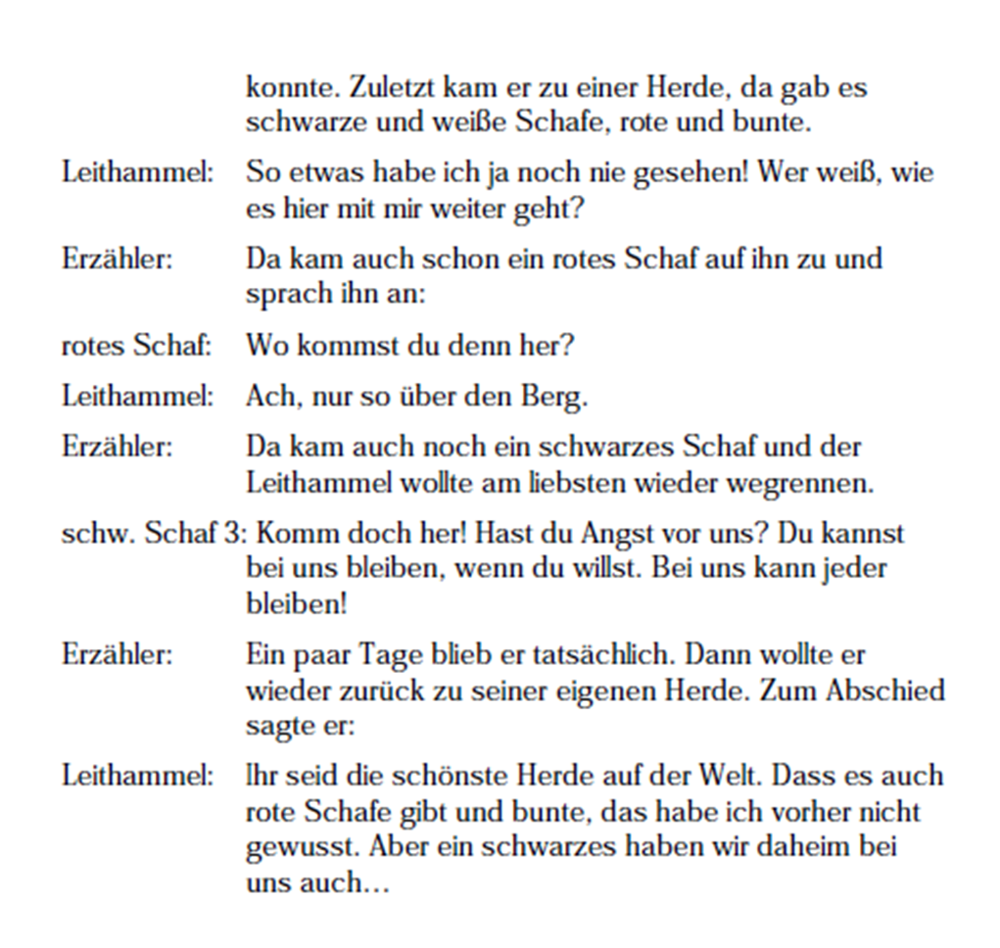 konnte. Zuletzt kam er zu einer Herde, da gab es
schwarze und weiße Schafe, rote und bunte.
Leithammel: So etwas habe ich ja noch nie gesehen! Wer weiß, wie
es hier mit mir weiter geht?
Erzähler: Da kam auch schon ein rotes Schaf auf ihn zu und
sprach ihn an:
rotes Schaf: Wo kommst du denn her?
Leithammel: Ach, nur so über den Berg.
Erzähler: Da kam auch noch ein schwarzes Schaf und der
Leithammel wollte am liebsten wieder wegrennen.
schw. Schaf 3: Komm doch her! Hast du Angst vor uns? Du kannst
bei uns bleiben, wenn du willst. Bei uns kann jeder
bleiben!
Erzähler: Ein paar Tage blieb er tatsächlich. Dann wollte er
wieder zurück zu seiner eigenen Herde. Zum Abschied
sagte er:
Leithammel: Ihr seid die schönste Herde auf der Welt. Dass es auch
rote Schafe gibt und bunte, das habe ich vorher nicht
gewusst. Aber ein schwarzes haben wir daheim bei
uns auch…